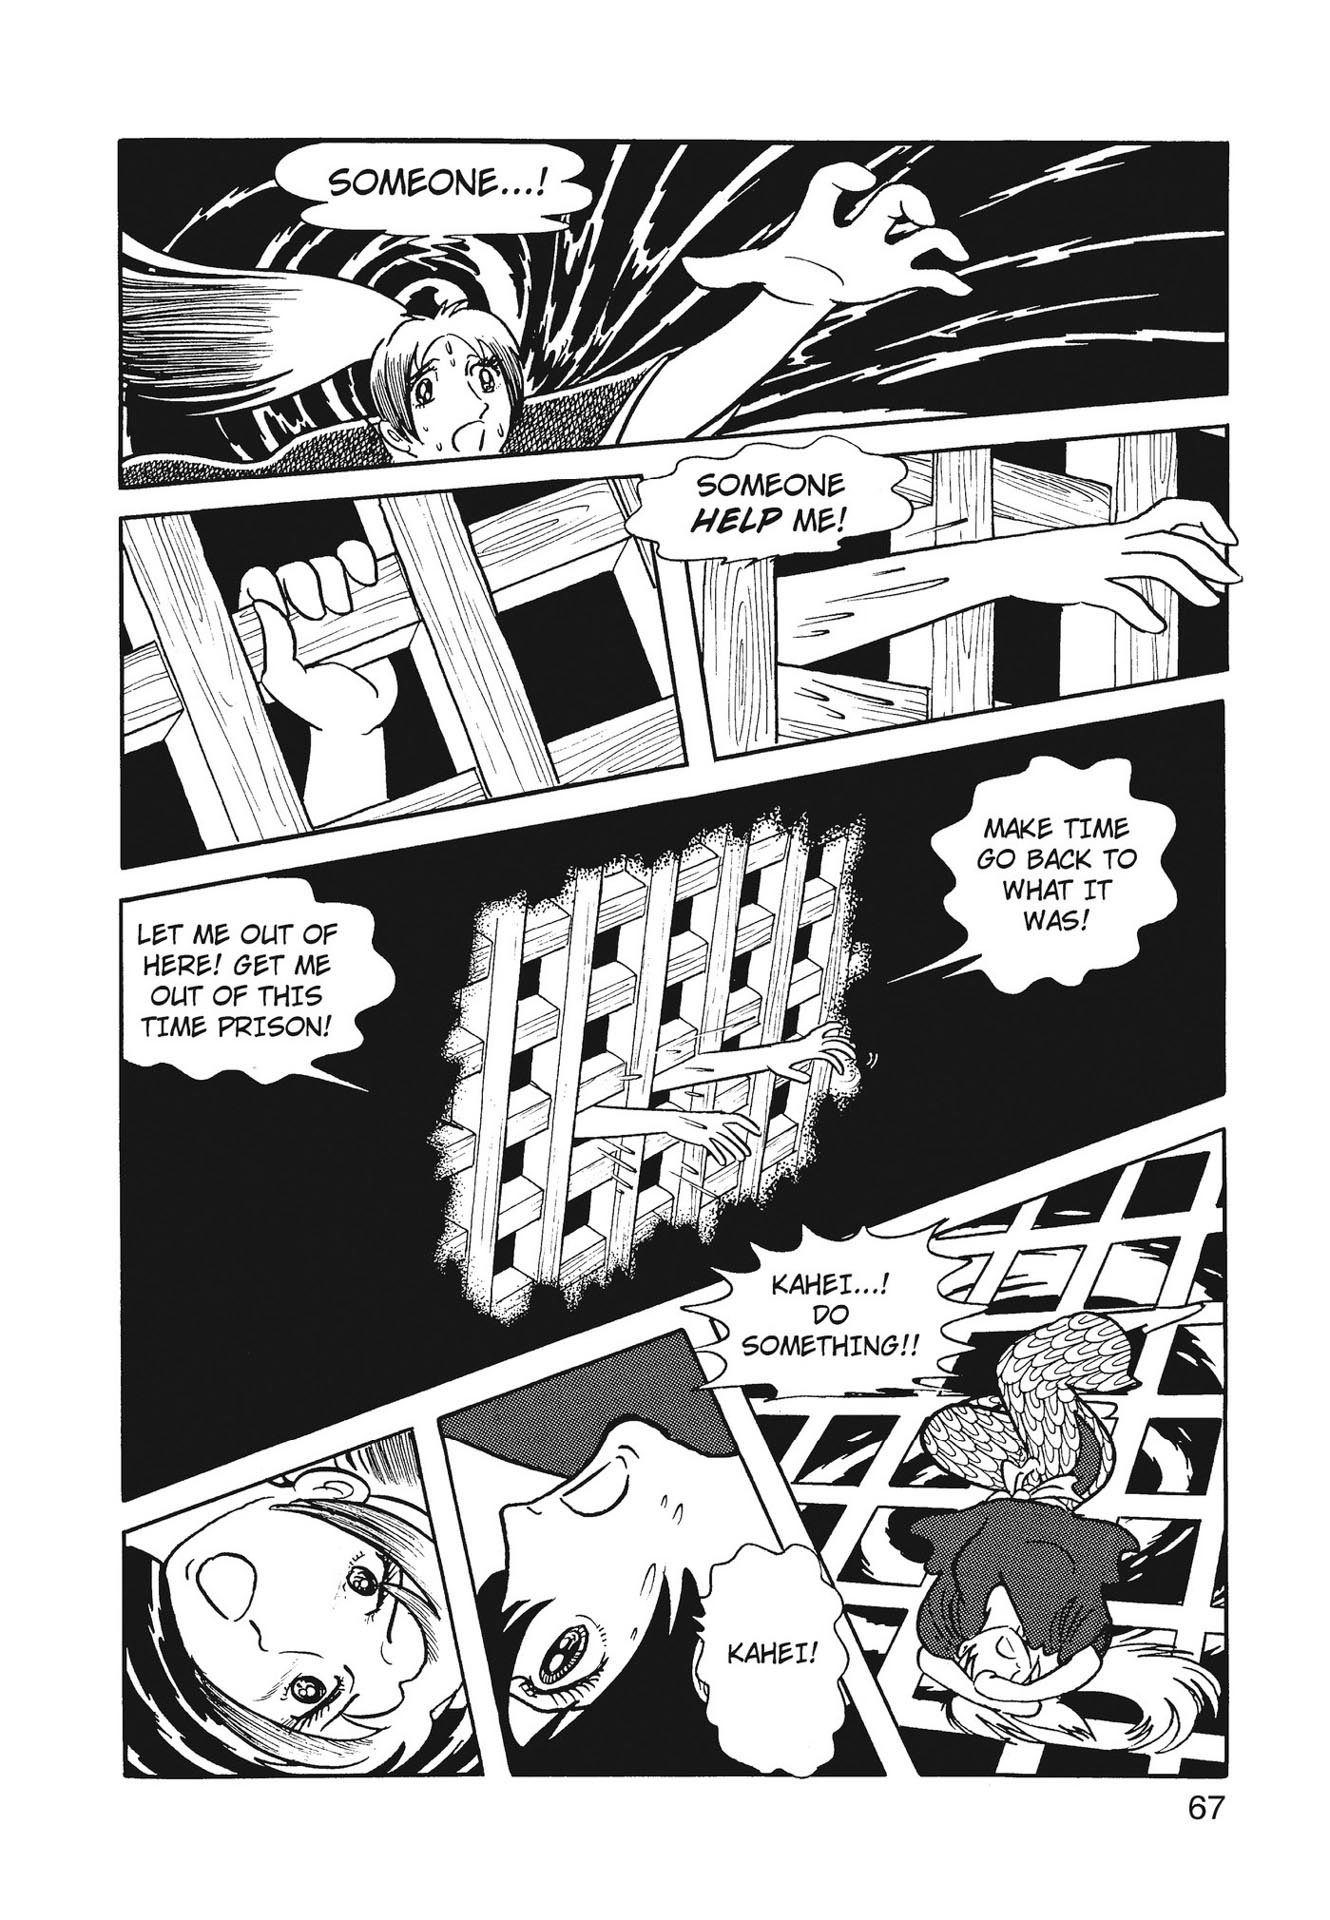 SOMEONE...!
SOMEONE
HELP ME!
LET ME OUT OF
HERE! GET ME
OUT OF THIS
TIME PRISON!
MAKE TIME
GO BACK TO
WHAT IT
WAS!
KAHEI...!
DO
SOMETHING!!
KAHEI!
67